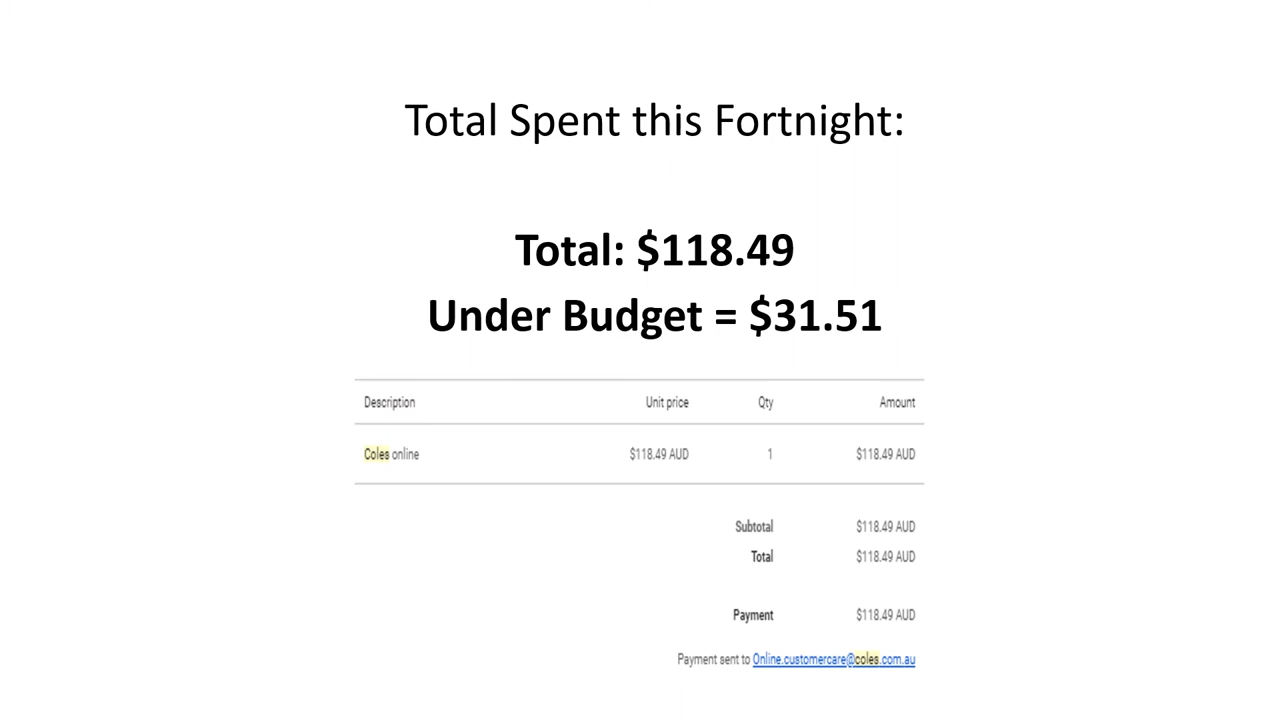 Total Spent this Fortnight:
Total: $118.49
Under Budget = $31.51
Description Unit price Qty Amount
Coles online $118.49 AUD 1 $118.49 AUD
Subtotal $118.49 AUD
Total $118.49 AUD
Payment $118.49 AUD
Payment sent to Online.customercare@coles.com.au